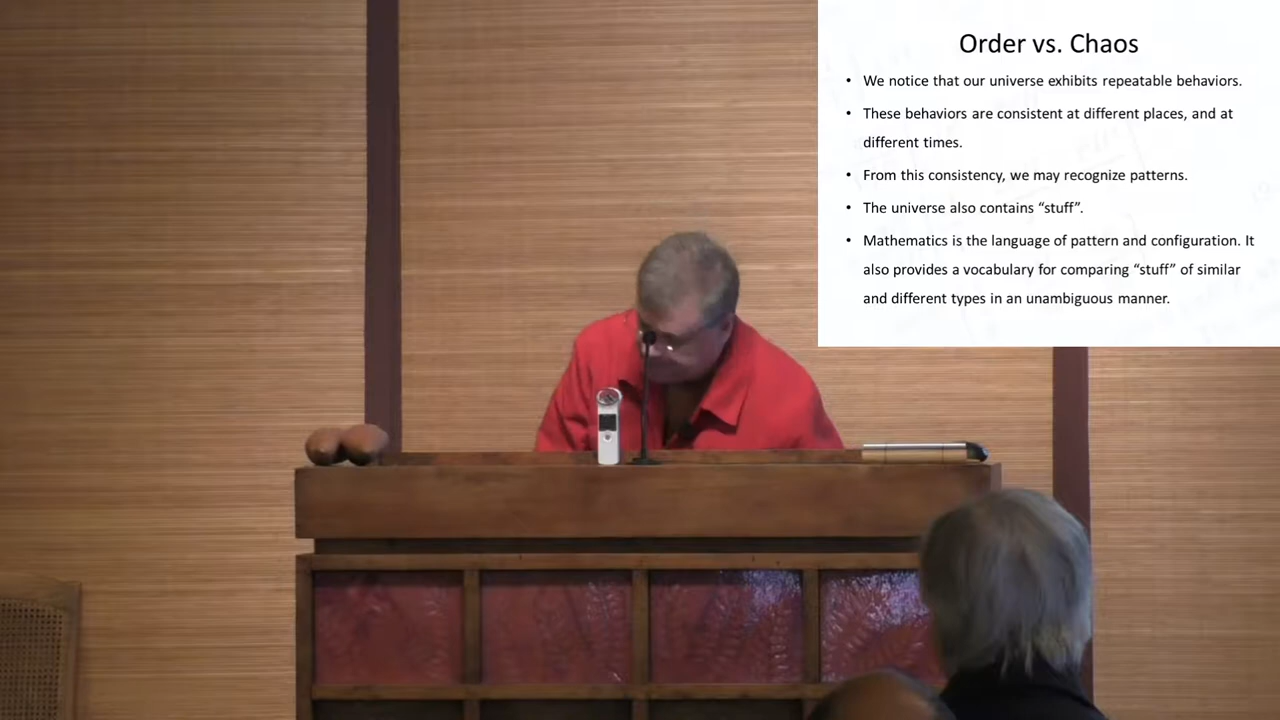 Order vs. Chaos
• We notice that our universe exhibits repeatable behaviors.
• These behaviors are consistent at different places, and at
different times.
• From this consistency, we may recognize patterns.
• The universe also contains “stuff”.
• Mathematics is the language of pattern and configuration. It
also provides a vocabulary for comparing “stuff” of similar
and different types in an unambiguous manner.